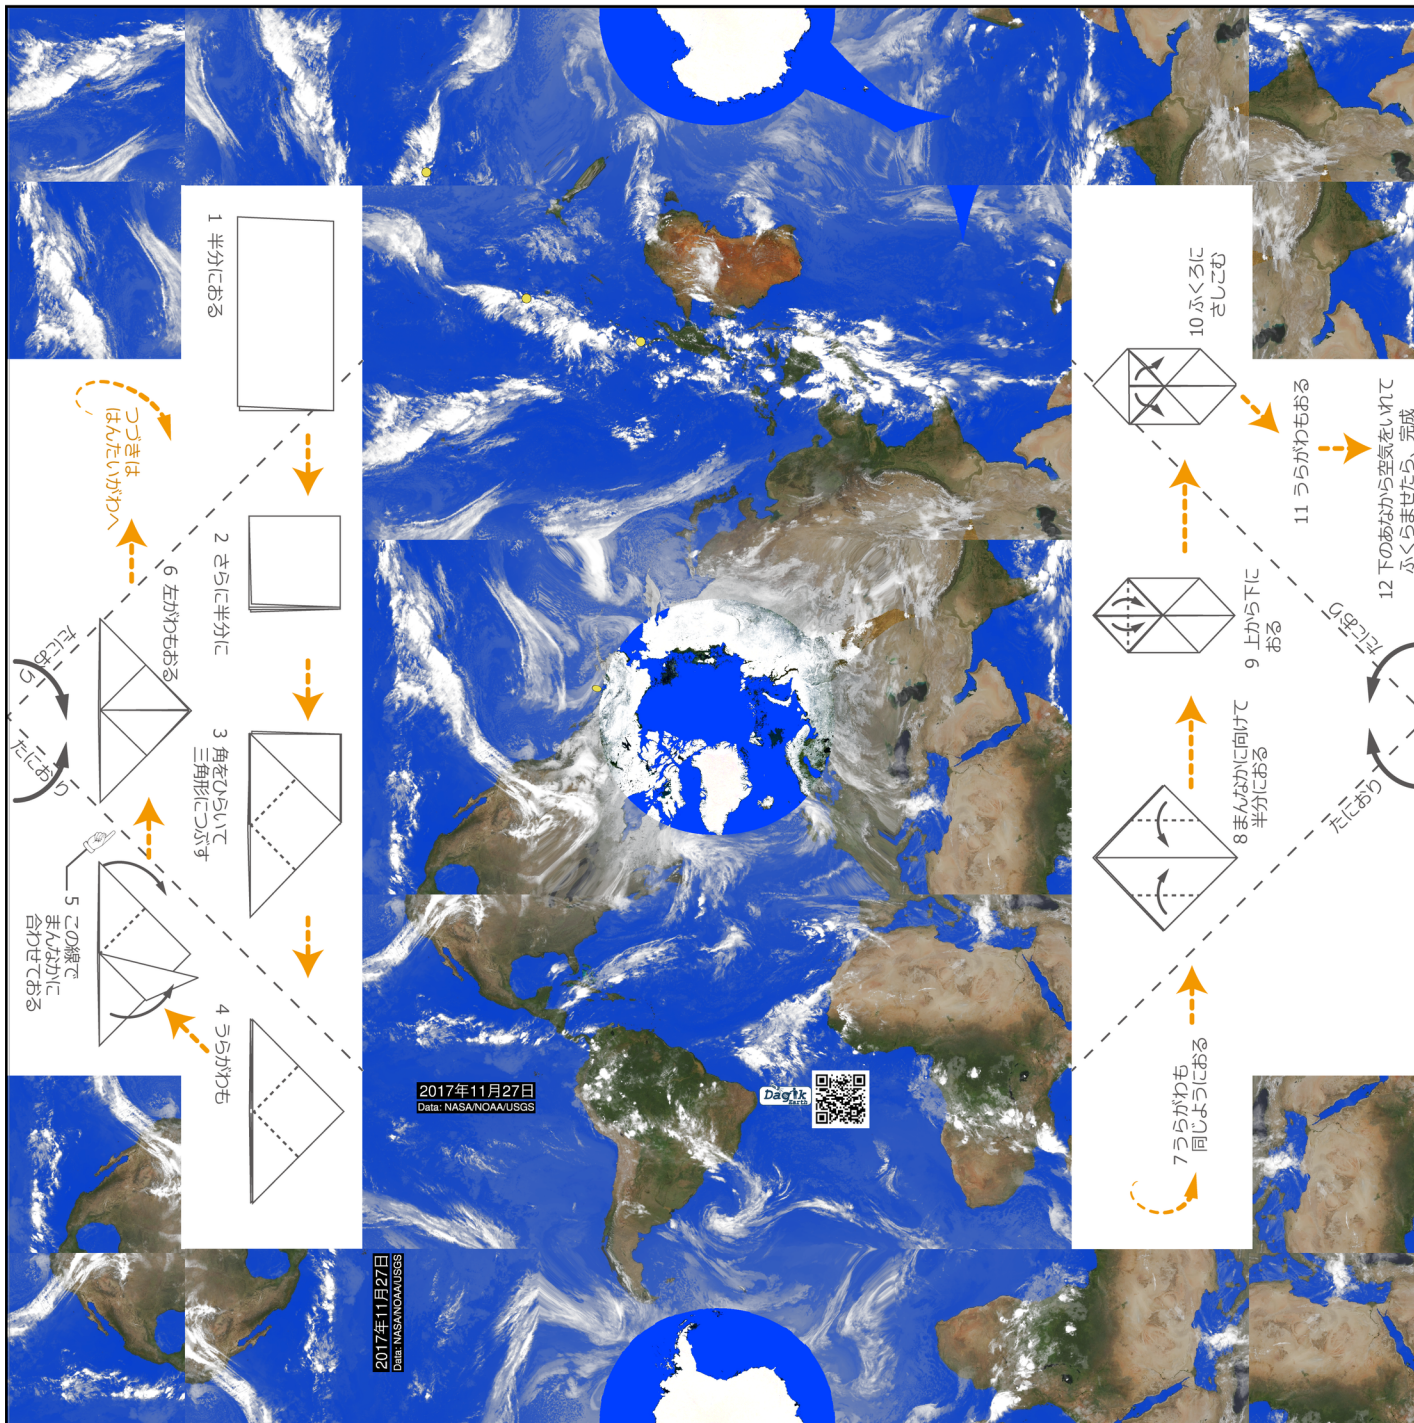 1 半分におる
2 さらに半分に
3 角をひらいて
三角形につぶす
4 うらがわも
5 この線で
まんなかに
合わせておる
6 左がわもおる
つづきは
はんたいがわへ
たにおり
たにおり
7 うらがわも
同じようにおる
8 まんなかに向けて
半分におる
9 上から下に
おる
10 ふくろに
さしこむ
11 うらがわもおる
12 下のあなから空気をいれて
ふくらませたら、完成
たにおり
たにおり
2017年11月27日
Data: NASA/NOAA/USGS
Dagik
Earth
2017年11月27日
Data: NASA/NOAA/USGS